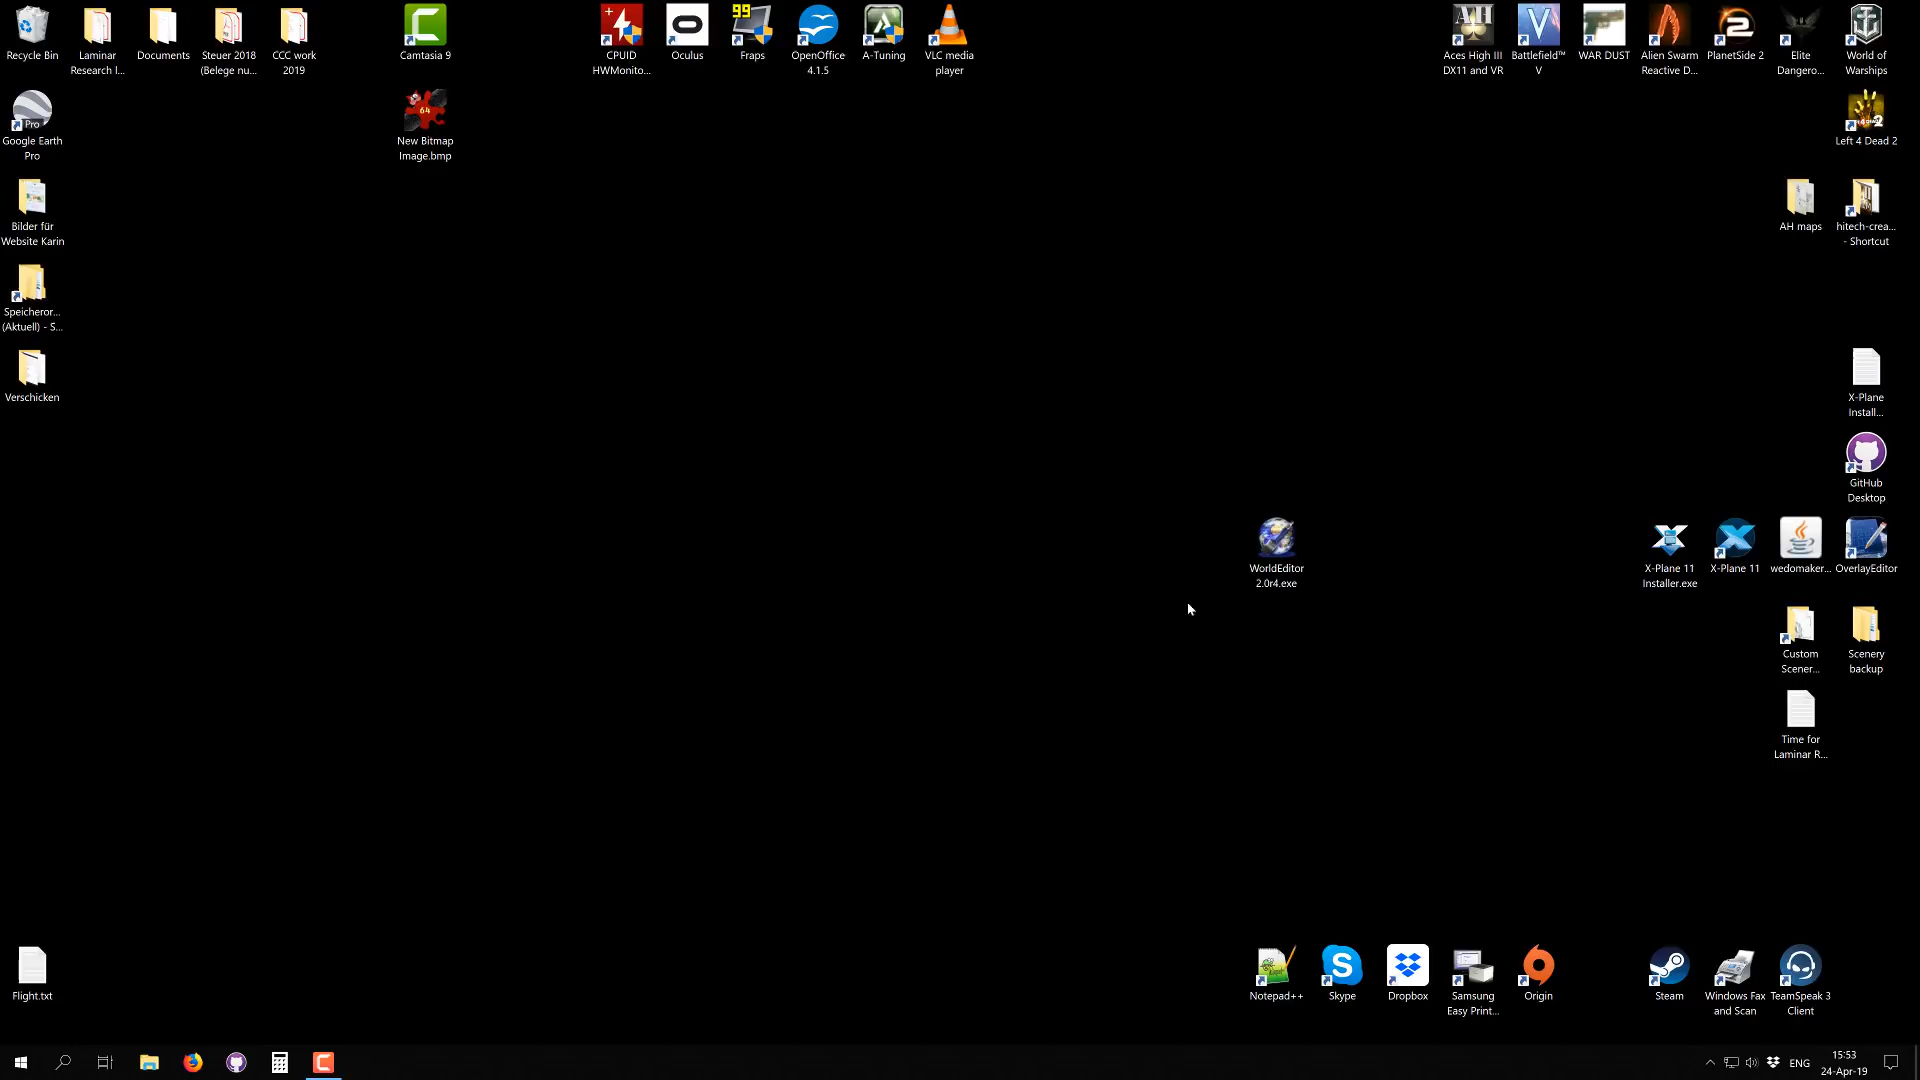 Recycle Bin
Laminar
Research I...
Documents
Steuer 2018
(Belege nu...
CCC work
2019
Camtasia 9
CPUID
HWMonito...
Oculus
99
Fraps
OpenOffice
4.1.5
A-Tuning
VLC media
player
AH
Aces High III
DX11 and VR
V
Battlefield™
V
WAR DUST
Alien Swarm
Reactive D...
2
PlanetSide 2
Elite
Dangero...
World of
Warships
Pro
Google Earth
Pro
64
New Bitmap
Image.bmp
Left 4 Dead 2
Bilder für
Website Karin
AH maps
hitech-crea...
- Shortcut
Speicheror...
(Aktuell) - S...
Verschicken
X-Plane
Install...
GitHub
Desktop
WorldEditor
2.0r4.exe
X-Plane 11
Installer.exe
X-Plane 11
wedomaker...
OverlayEditor
Custom
Scener...
Scenery
backup
Time for
Laminar R...
Flight.txt
Notepad++
Skype
Dropbox
Samsung
Easy Print...
Origin
Steam
Windows Fax
and Scan
TeamSpeak 3
Client
ENG
15:53
24-Apr-19